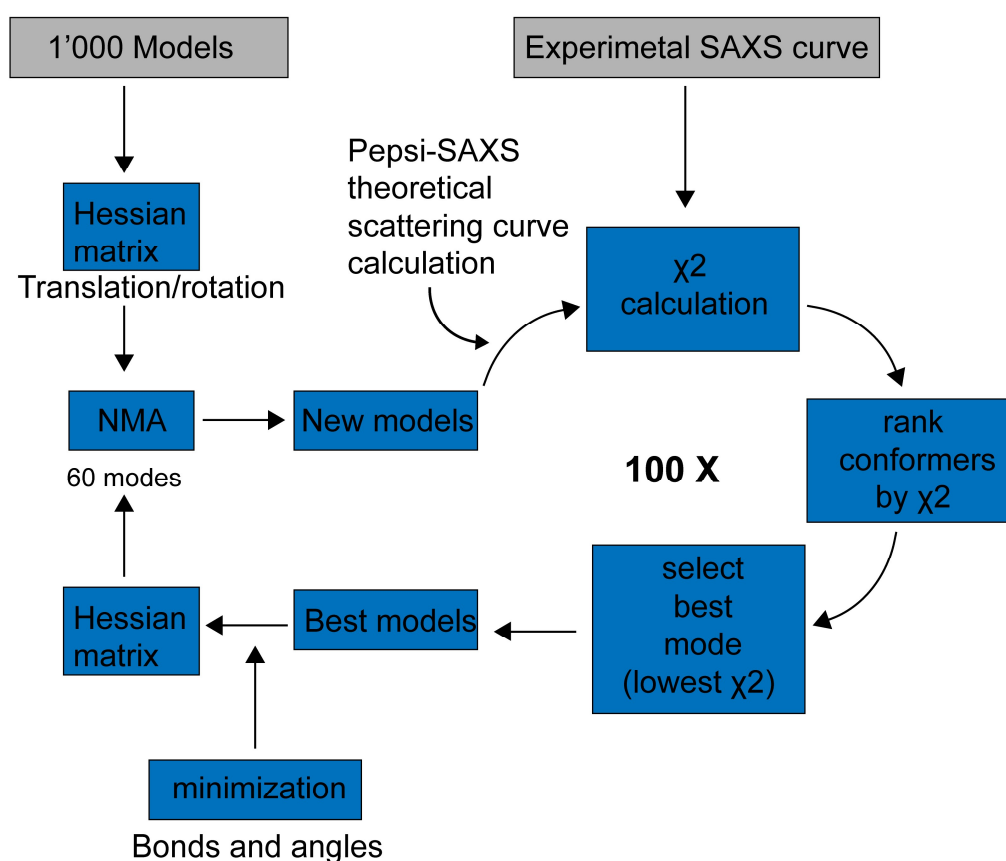 1'000 Models
Experimetal SAXS curve
Pepsi-SAXS
theoretical
scattering curve
calculation
Hessian
matrix
Translation/rotation
χ2
calculation
NMA
60 modes
New models
100 X
rank
conformers
by χ2
select
best
mode
(lowest χ2)
Best models
Hessian
matrix
minimization
Bonds and angles